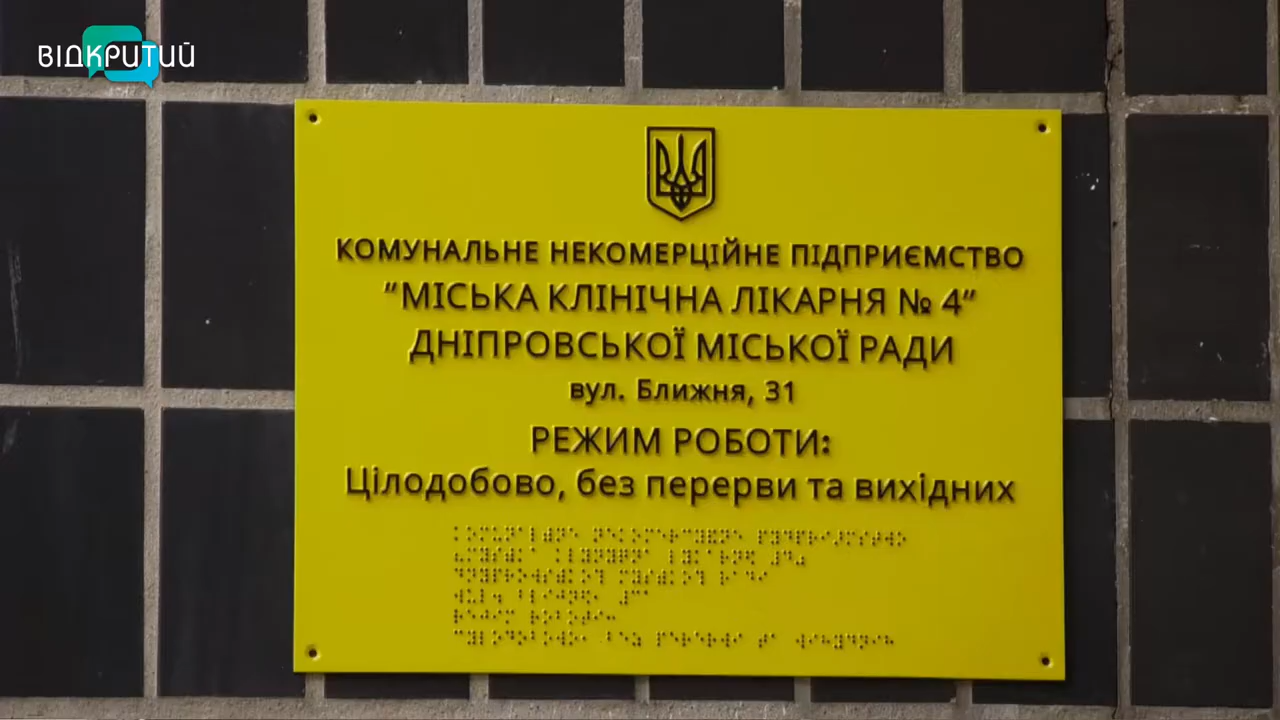 ВІДКРИТИЙ
КОМУНАЛЬНЕ НЕКОМЕРЦІЙНЕ ПІДПРИЄМСТВО
"МІСЬКА КЛІНІЧНА ЛІКАРНЯ № 4"
ДНІПРОВСЬКОЇ МІСЬКОЇ РАДИ
вул. Ближня, 31
РЕЖИМ РОБОТИ:
Цілодобово, без перерви та вихідних